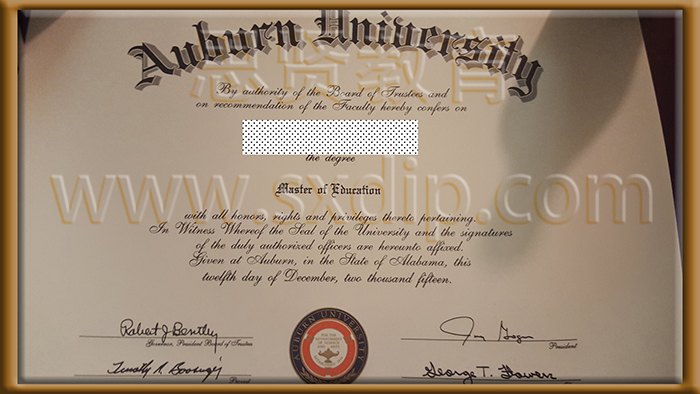 Auburn University
志贤教育
By authority of the Board of Trustees and
on recommendation of the Faculty hereby confers on
the degree
Master of Education
www.sxdip.com
with all honors, rights and privileges thereto pertaining.
In Witness Whereof the Seal of the University and the signatures
of the duly authorized officers are hereunto affixed.
Given at Auburn, in the State of Alabama, this
twelfth day of December, two thousand fifteen.
Robert J Bentley
Governor, President Board of Trustees
President
AUBURN UNIVERSITY
George T. Flowers